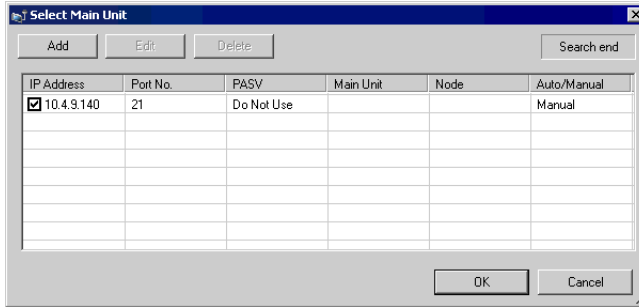 Select Main Unit
Add Edit Delete Search end
IP Address Port No. PASV Main Unit Node Auto/Manual
10.4.9.140 21 Do Not Use Manual
OK Cancel